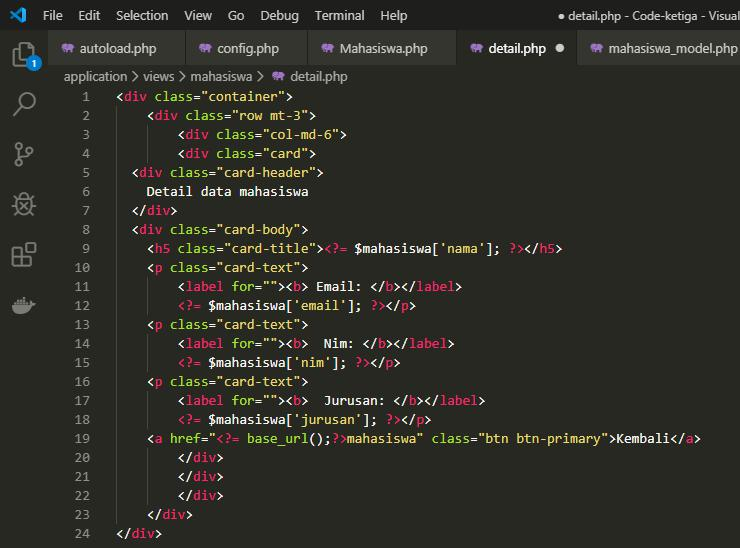 File Edit Selection View Go Debug Terminal Help ● detail.php - Code-ketiga - Visual
autoload.php config.php Mahasiswa.php detail.php ● mahasiswa_model.php
application > views > mahasiswa > detail.php
1
1 <div class="container">
2     <div class="row mt-3">
3         <div class="col-md-6">
4         <div class="card">
5   <div class="card-header">
6     Detail data mahasiswa
7   </div>
8   <div class="card-body">
9     <h5 class="card-title"><?= $mahasiswa['nama']; ?></h5>
10     <p class="card-text">
11         <label for=""><b> Email: </b></label>
12         <?= $mahasiswa['email']; ?></p>
13     <p class="card-text">
14         <label for=""><b>  Nim: </b></label>
15         <?= $mahasiswa['nim']; ?></p>
16     <p class="card-text">
17         <label for=""><b>  Jurusan: </b></label>
18         <?= $mahasiswa['jurusan']; ?></p>
19     <a href="<?= base_url();?>mahasiswa" class="btn btn-primary">Kembali</a>
20         </div>
21         </div>
22         </div>
23     </div>
24 </div>